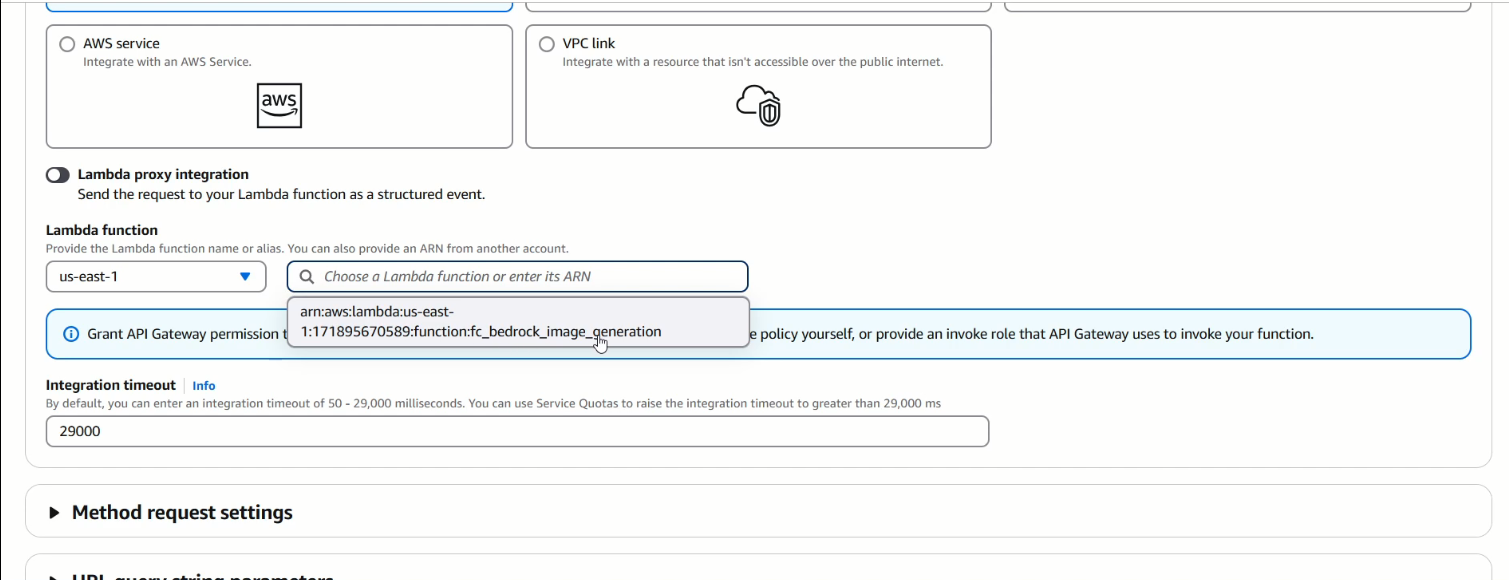 AWS service
Integrate with an AWS Service.
aws
VPC link
Integrate with a resource that isn't accessible over the public internet.
Lambda proxy integration
Send the request to your Lambda function as a structured event.
Lambda function
Provide the Lambda function name or alias. You can also provide an ARN from another account.
us-east-1
Choose a Lambda function or enter its ARN
arn:aws:lambda:us-east-
1:171895670589:function:fc_bedrock_image_generation
Grant API Gateway permission e policy yourself, or provide an invoke role that API Gateway uses to invoke your function.
Integration timeout Info
By default, you can enter an integration timeout of 50 - 29,000 milliseconds. You can use Service Quotas to raise the integration timeout to greater than 29,000 ms
29000
Method request settings
URL query string parameters